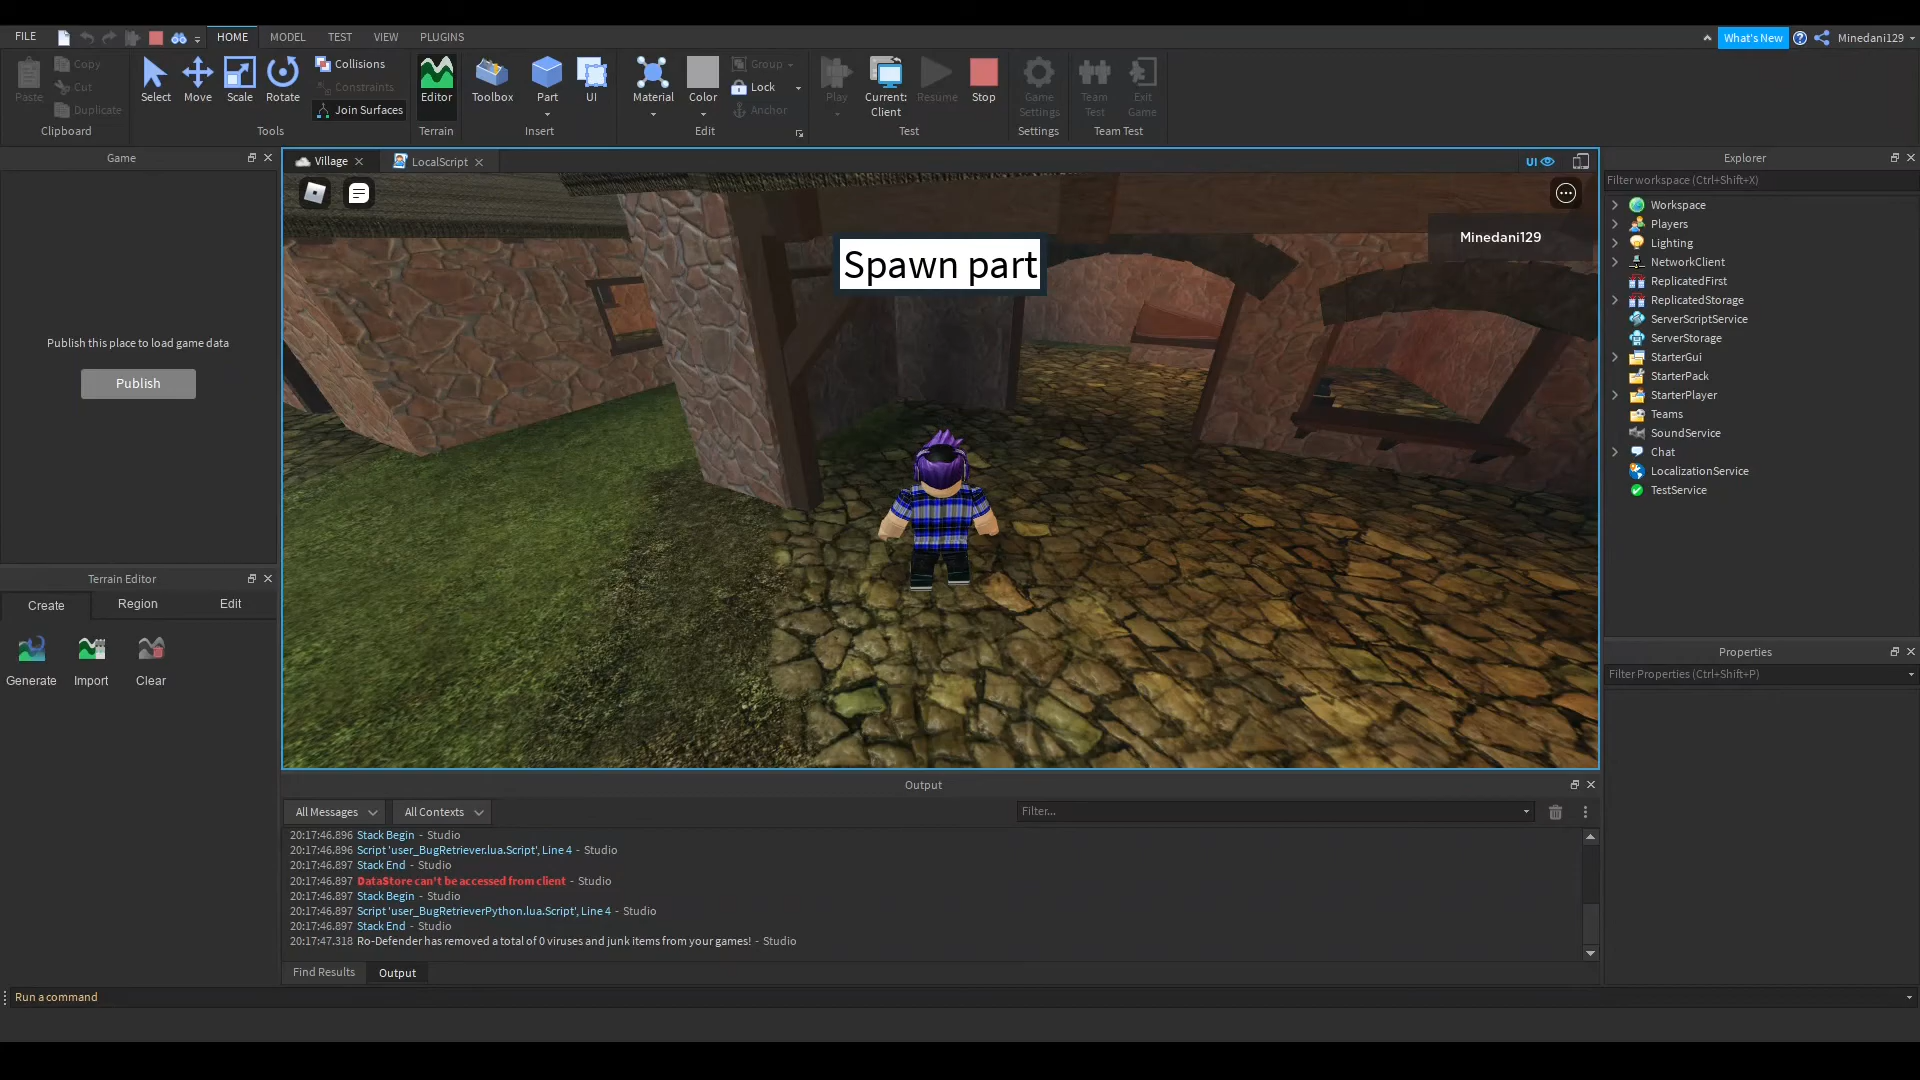 FILE
HOME
MODEL
TEST
VIEW
PLUGINS
What's New
Minedani129
Paste
Copy
Cut
Duplicate
Clipboard
Select
Move
Scale
Rotate
Collisions
Constraints
Join Surfaces
Tools
Editor
Terrain
Toolbox
Part
UI
Insert
Material
Color
Group
Lock
Anchor
Edit
Play
Current:
Client
Resume
Stop
Test
Game
Settings
Settings
Team
Test
Exit
Game
Team Test
Game
Publish this place to load game data
Publish
Terrain Editor
Create
Region
Edit
Generate
Import
Clear
Village
LocalScript
UI
Minedani129
Spawn part
Explorer
Filter workspace (Ctrl+Shift+X)
Workspace
Players
Lighting
NetworkClient
ReplicatedFirst
ReplicatedStorage
ServerScriptService
ServerStorage
StarterGui
StarterPack
StarterPlayer
Teams
SoundService
Chat
LocalizationService
TestService
Properties
Filter Properties (Ctrl+Shift+P)
Output
All Messages
All Contexts
Filter...
20:17:46.896 Stack Begin - Studio
20:17:46.896 Script 'user_BugRetriever.lua.Script', Line 4 - Studio
20:17:46.897 Stack End - Studio
20:17:46.897 DataStore can't be accessed from client - Studio
20:17:46.897 Stack Begin - Studio
20:17:46.897 Script 'user_BugRetrieverPython.lua.Script', Line 4 - Studio
20:17:46.897 Stack End - Studio
20:17:47.318 Ro-Defender has removed a total of 0 viruses and junk items from your games! - Studio
Find Results
Output
Run a command